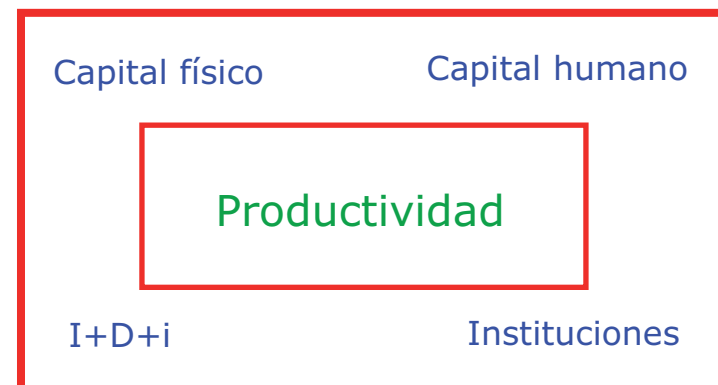 Capital físico
Capital humano
Productividad
I+D+i
Instituciones